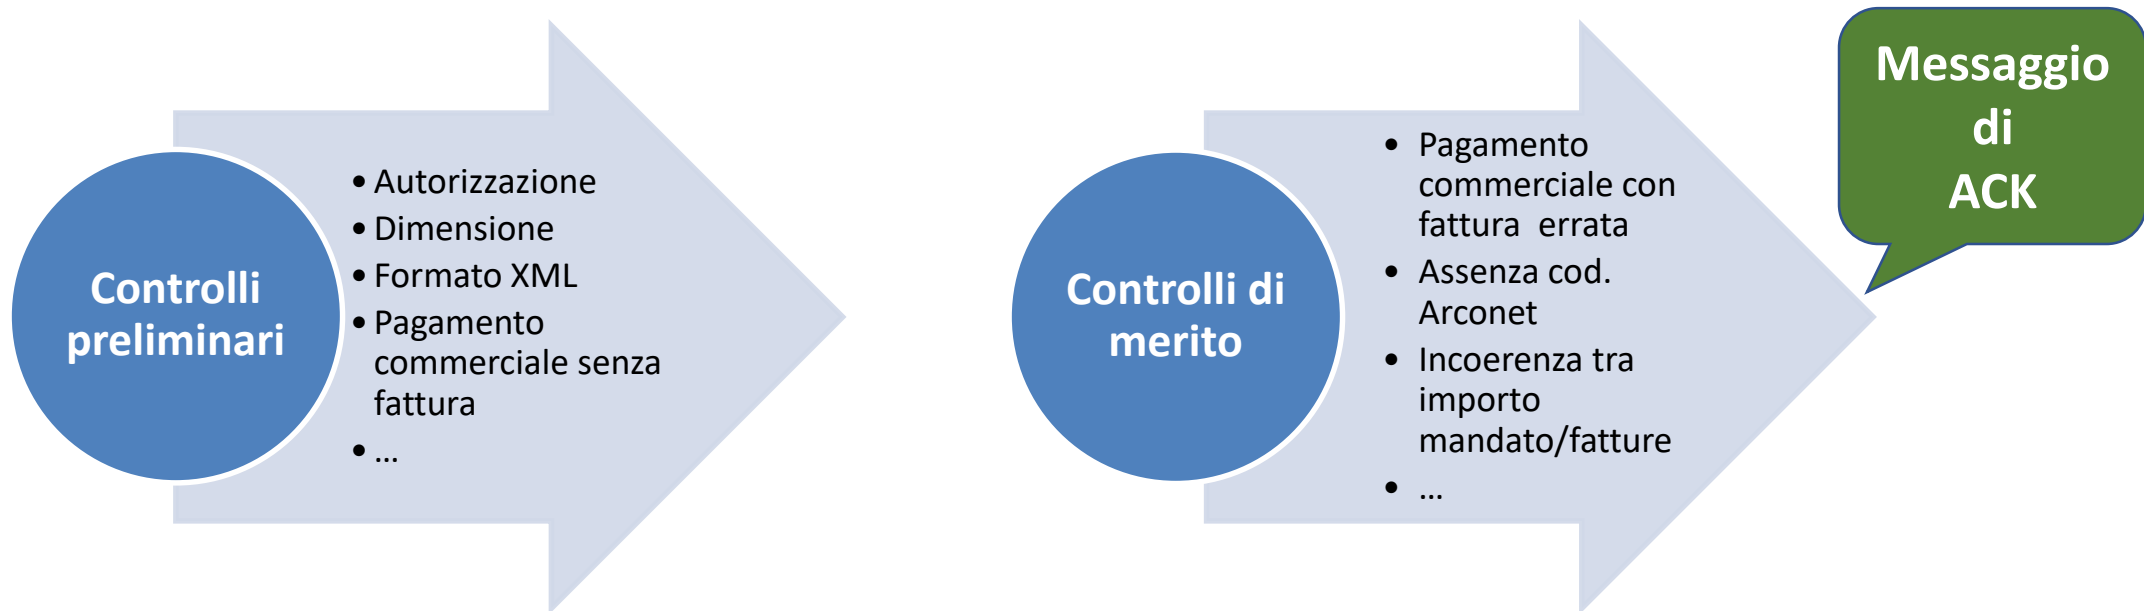 Controlli
preliminari
• Autorizzazione
• Dimensione
• Formato XML
• Pagamento
commerciale senza
fattura
• ...
Controlli di
merito
• Pagamento
commerciale con
fattura errata
• Assenza cod.
Arconet
• Incoerenza tra
importo
mandato/fatture
• ...
Messaggio
di
ACK